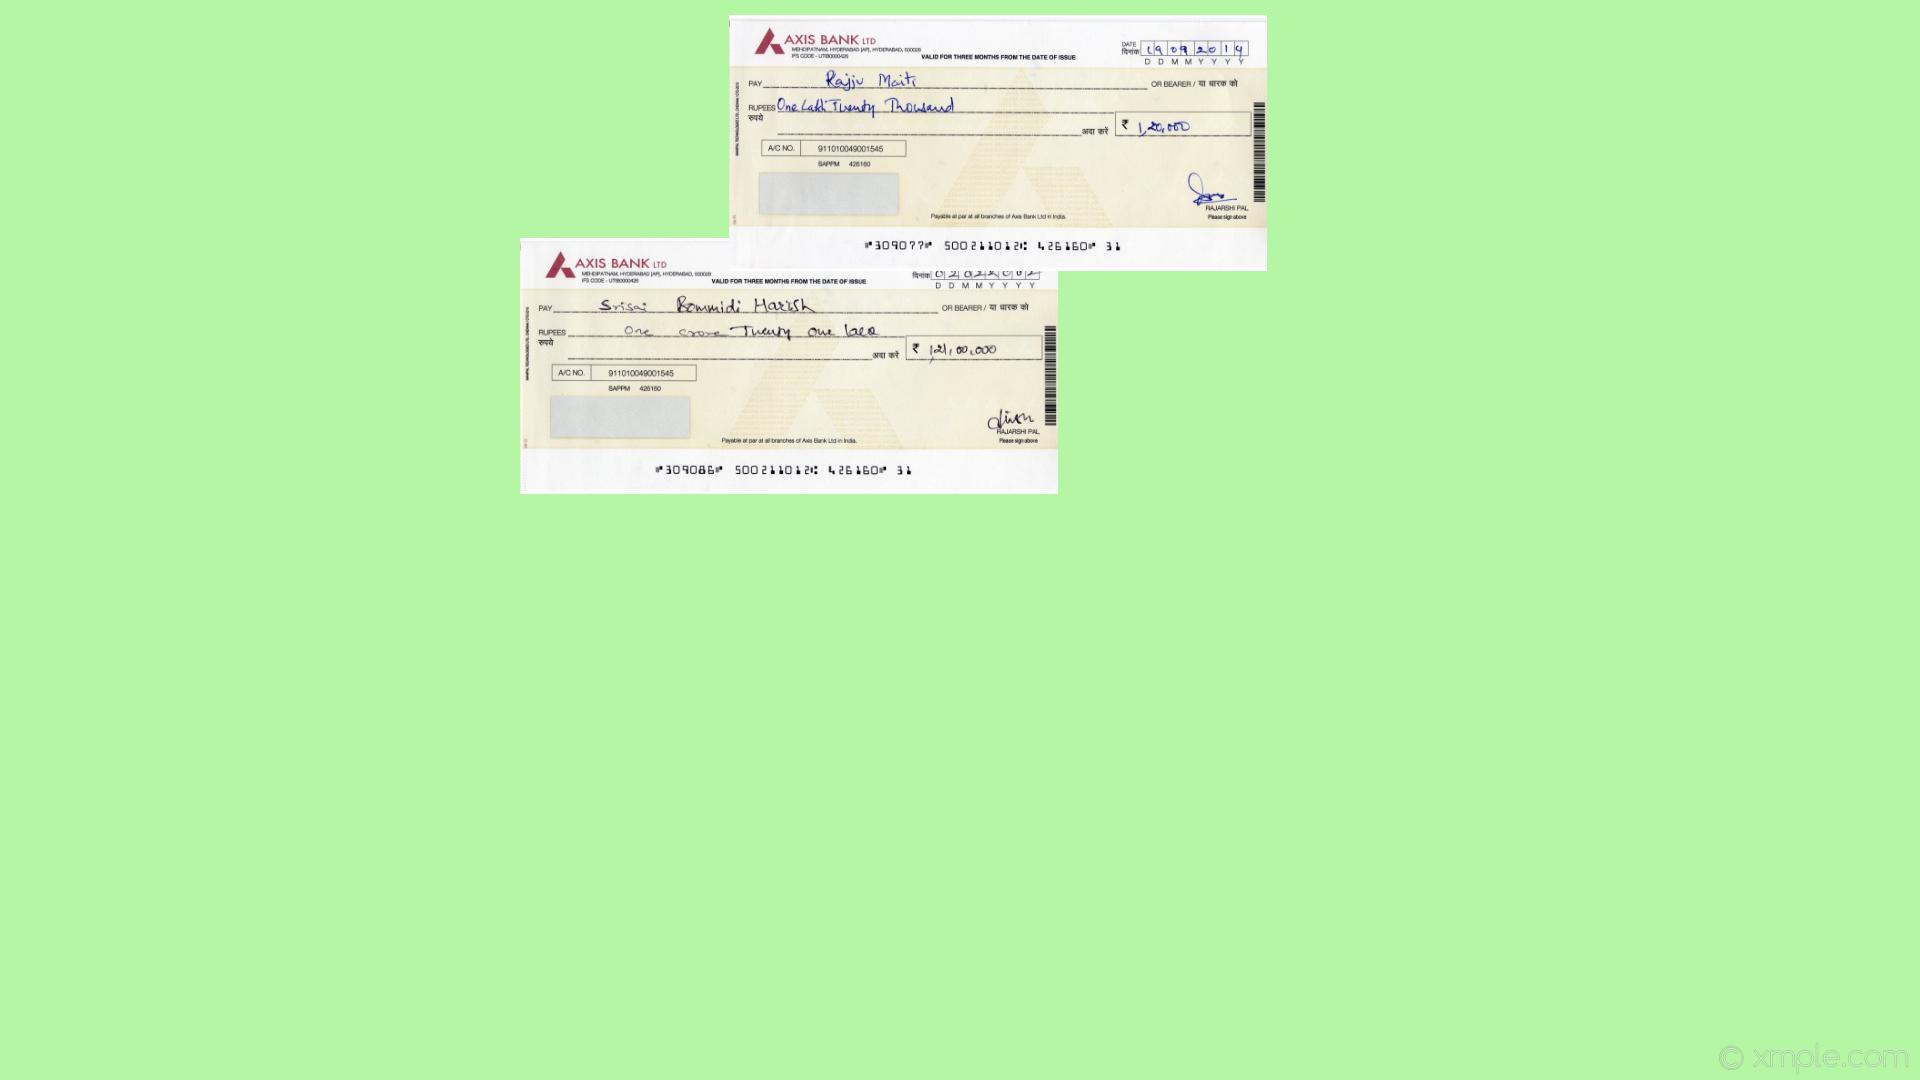 AXIS BANK LTD
MEHDIPATNAM, HYDERABAD [AP], HYDERABAD, 500028
IFS CODE - UTIB0000426
VALID FOR THREE MONTHS FROM THE DATE OF ISSUE
DATE
दिनांक 19092014
D D M M Y Y Y Y
PAY Rajju Maiti OR BEARER / या धारक को
RUPEES One Lakh Twenty Thousand
रुपये
अदा करें ₹ 1,20,000
A/C NO. 911010049001545
SAPPM 426160
RAJARSHI PAL
Please sign above
Payable at par at all branches of Axis Bank Ltd in India.
⑈309077⑈ 500211012⑆ 426160⑈ 31
AXIS BANK LTD
MEHDIPATNAM, HYDERABAD [AP], HYDERABAD, 500028
IFS CODE - UTIB0000426
VALID FOR THREE MONTHS FROM THE DATE OF ISSUE
दिनांक
D D M M Y Y Y Y
PAY Srisai Bommidi Harish OR BEARER / या धारक को
RUPEES One crore Twenty one lacs
रुपये
अदा करें ₹ 1,21,00,000
A/C NO. 911010049001545
SAPPM 426160
RAJARSHI PAL
Please sign above
Payable at par at all branches of Axis Bank Ltd in India.
⑈309086⑈ 500211012⑆ 426160⑈ 31
© xmple.com